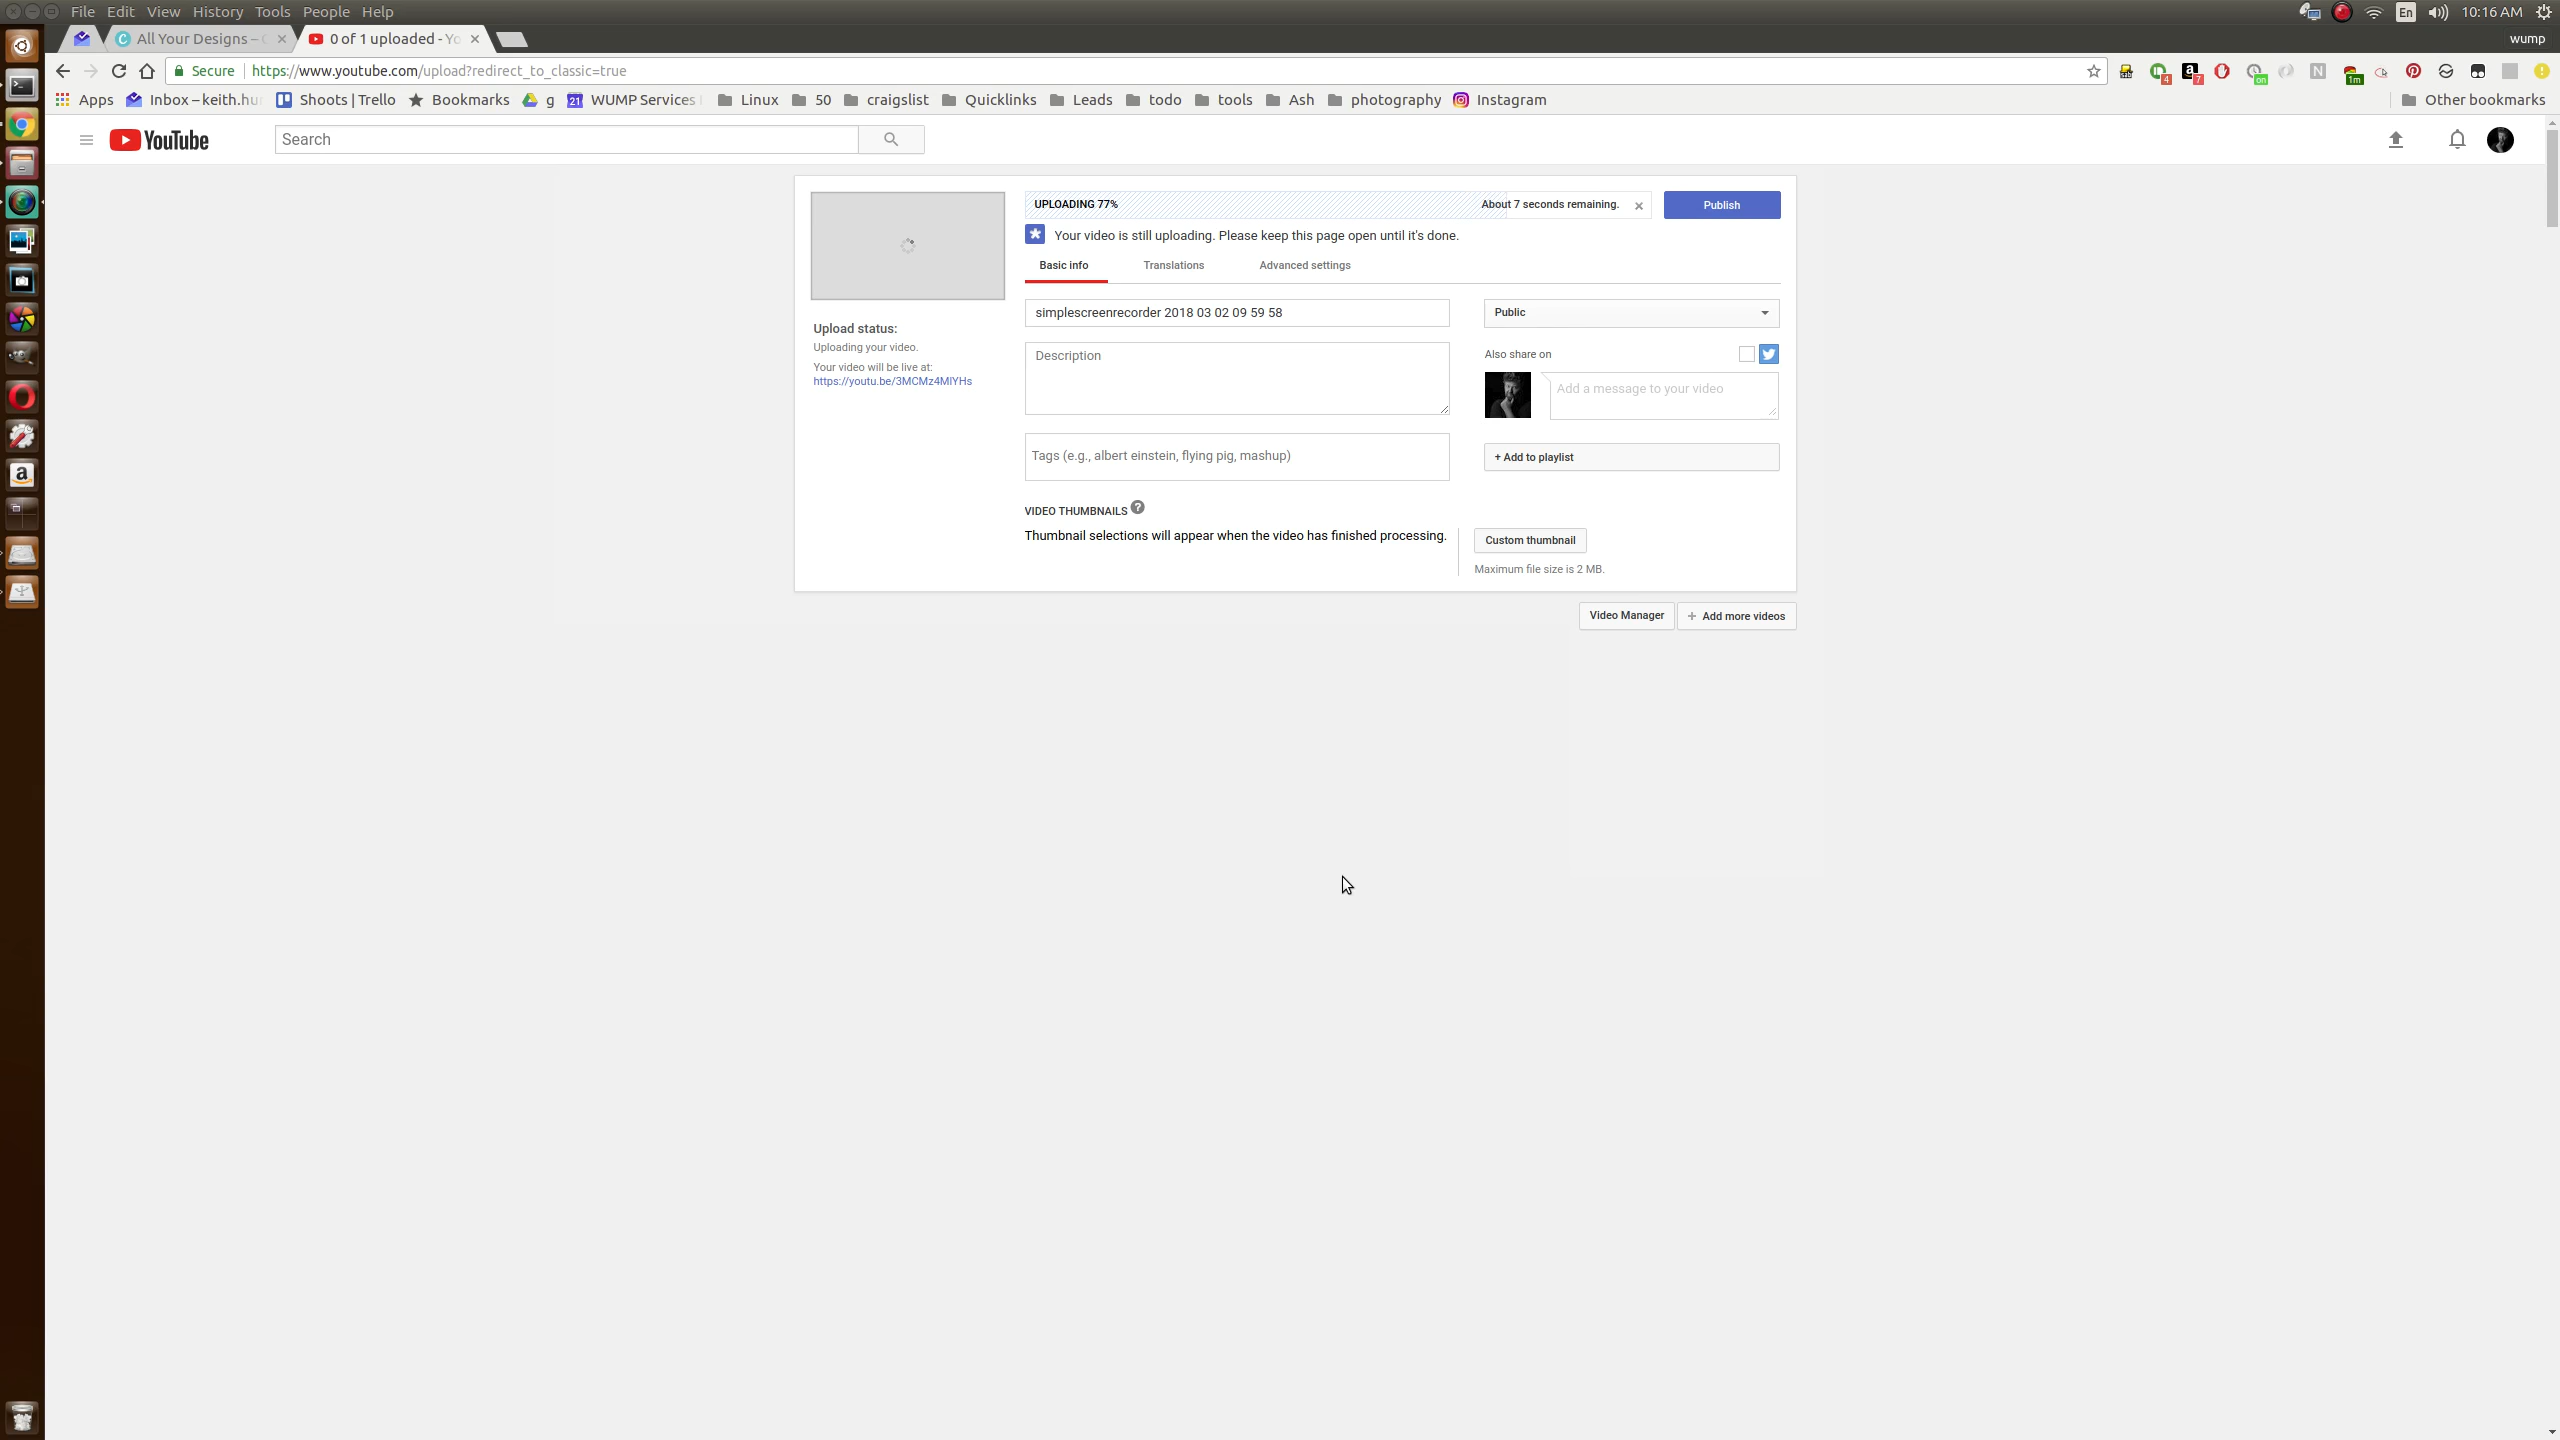 File Edit View History Tools People Help
En 10:16 AM
All Your Designs – 0 of 1 uploaded - Yo wump
Secure https://www.youtube.com/upload?redirect_to_classic=true
4 7 on N 1m
Apps Inbox – keith.hu Shoots | Trello Bookmarks g 21 WUMP Services Linux 50 craigslist Quicklinks Leads todo tools Ash photography Instagram Other bookmarks
YouTube Search
UPLOADING 77% About 7 seconds remaining. Publish
Your video is still uploading. Please keep this page open until it's done.
Basic info Translations Advanced settings
simplescreenrecorder 2018 03 02 09 59 58 Public
Upload status:
Uploading your video.
Your video will be live at:
https://youtu.be/3MCMz4MlYHs
Description
Also share on
Add a message to your video
Tags (e.g., albert einstein, flying pig, mashup)
+ Add to playlist
VIDEO THUMBNAILS ?
Thumbnail selections will appear when the video has finished processing.
Custom thumbnail
Maximum file size is 2 MB.
Video Manager + Add more videos